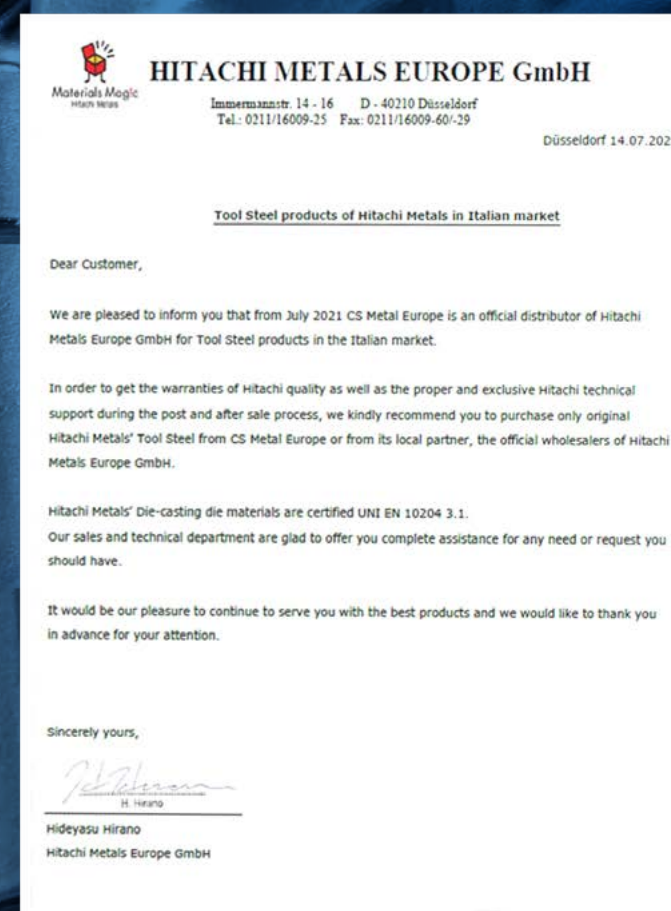 Materials Magic
Hitachi Metals
HITACHI METALS EUROPE GmbH
Immermannstr. 14 - 16 D - 40210 Düsseldorf
Tel.: 0211/16009-25 Fax: 0211/16009-60/-29
Düsseldorf 14.07.202
Tool Steel products of Hitachi Metals in Italian market
Dear Customer,
We are pleased to inform you that from July 2021 CS Metal Europe is an official distributor of Hitachi
Metals Europe GmbH for Tool Steel products in the Italian market.
In order to get the warranties of Hitachi quality as well as the proper and exclusive Hitachi technical
support during the post and after sale process, we kindly recommend you to purchase only original
Hitachi Metals' Tool Steel from CS Metal Europe or from its local partner, the official wholesalers of Hitachi
Metals Europe GmbH.
Hitachi Metals' Die-casting die materials are certified UNI EN 10204 3.1.
Our sales and technical department are glad to offer you complete assistance for any need or request you
should have.
It would be our pleasure to continue to serve you with the best products and we would like to thank you
in advance for your attention.
Sincerely yours,
H. Hirano
Hideyasu Hirano
Hitachi Metals Europe GmbH